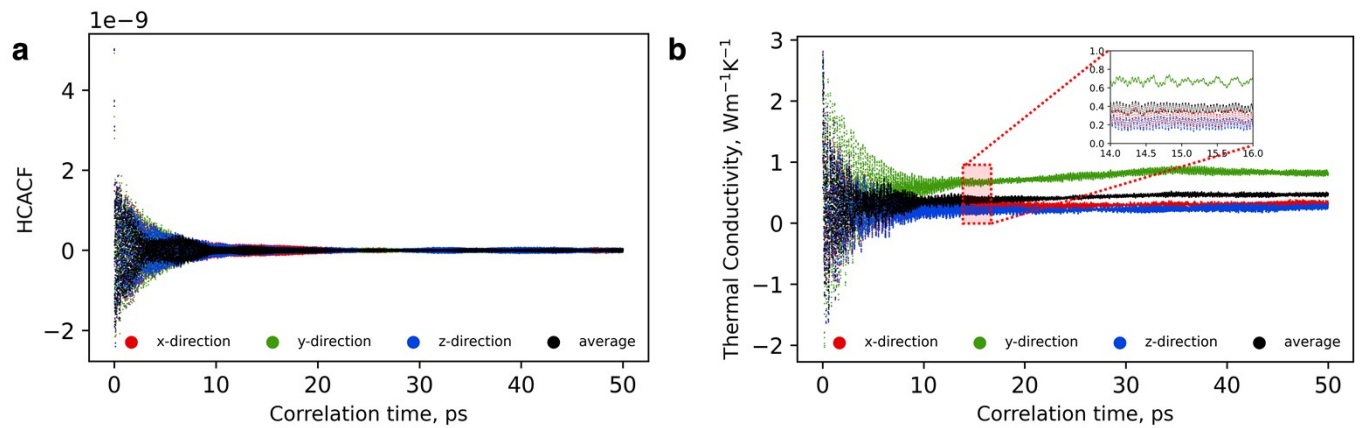 a
1e−9
HCACF
4
2
0
−2
0 10 20 30 40 50
Correlation time, ps
x-direction y-direction z-direction average
b
Thermal Conductivity, Wm⁻¹K⁻¹
3
2
1
0
−1
−2
0 10 20 30 40 50
Correlation time, ps
x-direction y-direction z-direction average
1.0
0.8
0.6
0.4
0.2
0.0
14.0 14.5 15.0 15.5 16.0